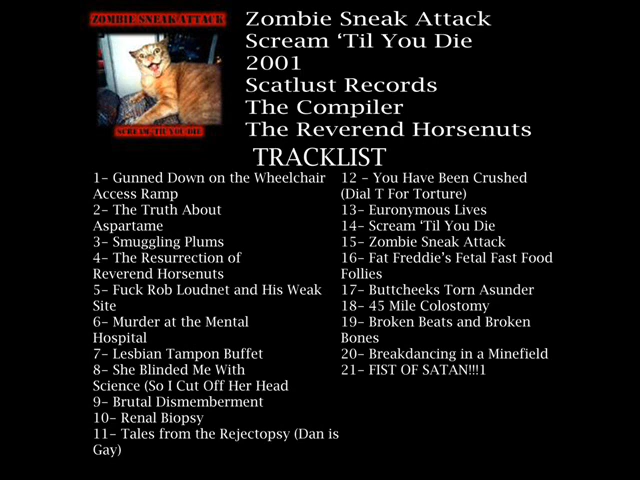 ZOMBIE SNEAK ATTACK
SCREAM 'TIL YOU DIE
Zombie Sneak Attack
Scream ‘Til You Die
2001
Scatlust Records
The Compiler
The Reverend Horsenuts
TRACKLIST
1– Gunned Down on the Wheelchair
Access Ramp
2– The Truth About
Aspartame
3– Smuggling Plums
4– The Resurrection of
Reverend Horsenuts
5– Fuck Rob Loudnet and His Weak
Site
6– Murder at the Mental
Hospital
7– Lesbian Tampon Buffet
8– She Blinded Me With
Science (So I Cut Off Her Head
9– Brutal Dismemberment
10– Renal Biopsy
11– Tales from the Rejectopsy (Dan is
Gay)
12 – You Have Been Crushed
(Dial T For Torture)
13– Euronymous Lives
14– Scream ‘Til You Die
15– Zombie Sneak Attack
16– Fat Freddie’s Fetal Fast Food
Follies
17– Buttcheeks Torn Asunder
18– 45 Mile Colostomy
19– Broken Beats and Broken
Bones
20– Breakdancing in a Minefield
21– FIST OF SATAN!!!1